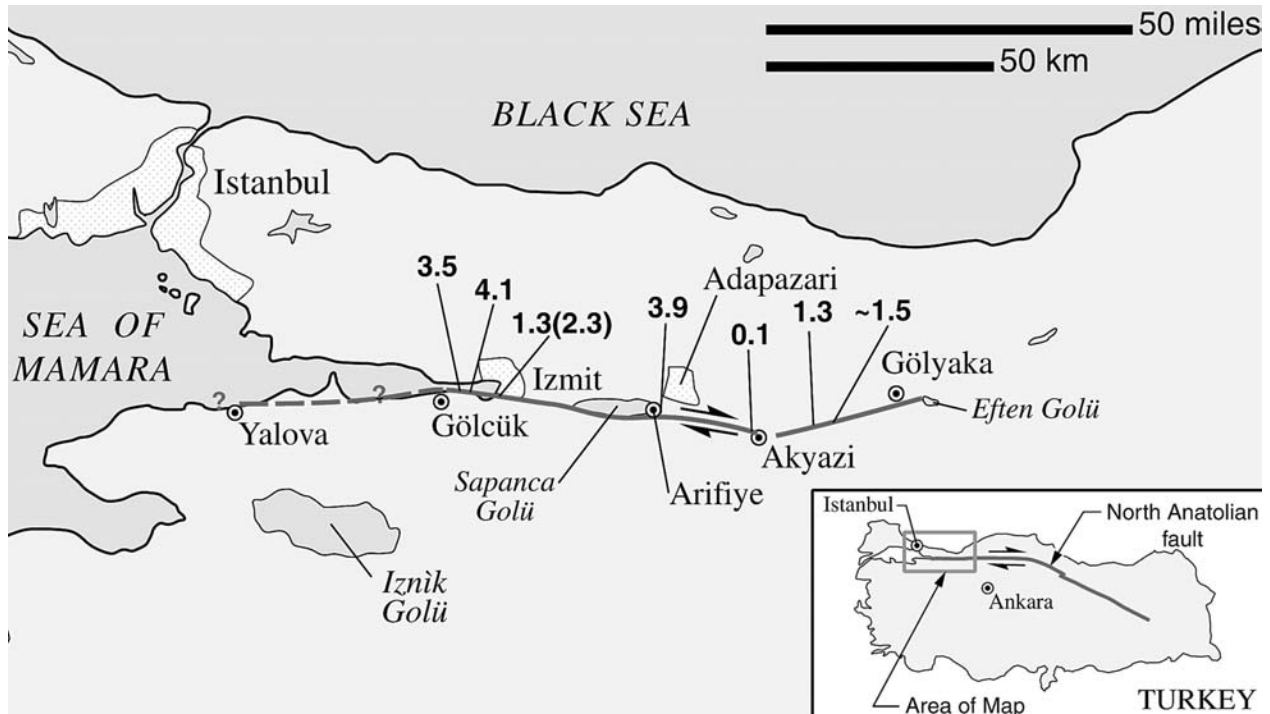 50 miles
50 km
BLACK SEA
Istanbul
3.5
4.1
1.3(2.3)
3.9
Adapazari
0.1
1.3
~1.5
SEA OF
MAMARA
Izmit
Gölyaka
?
?
Yalova
Gölcük
Eften Golü
Akyazi
Sapanca
Golü
Arifiye
Iznìk
Golü
Istanbul
North Anatolian
fault
Ankara
Area of Map
TURKEY